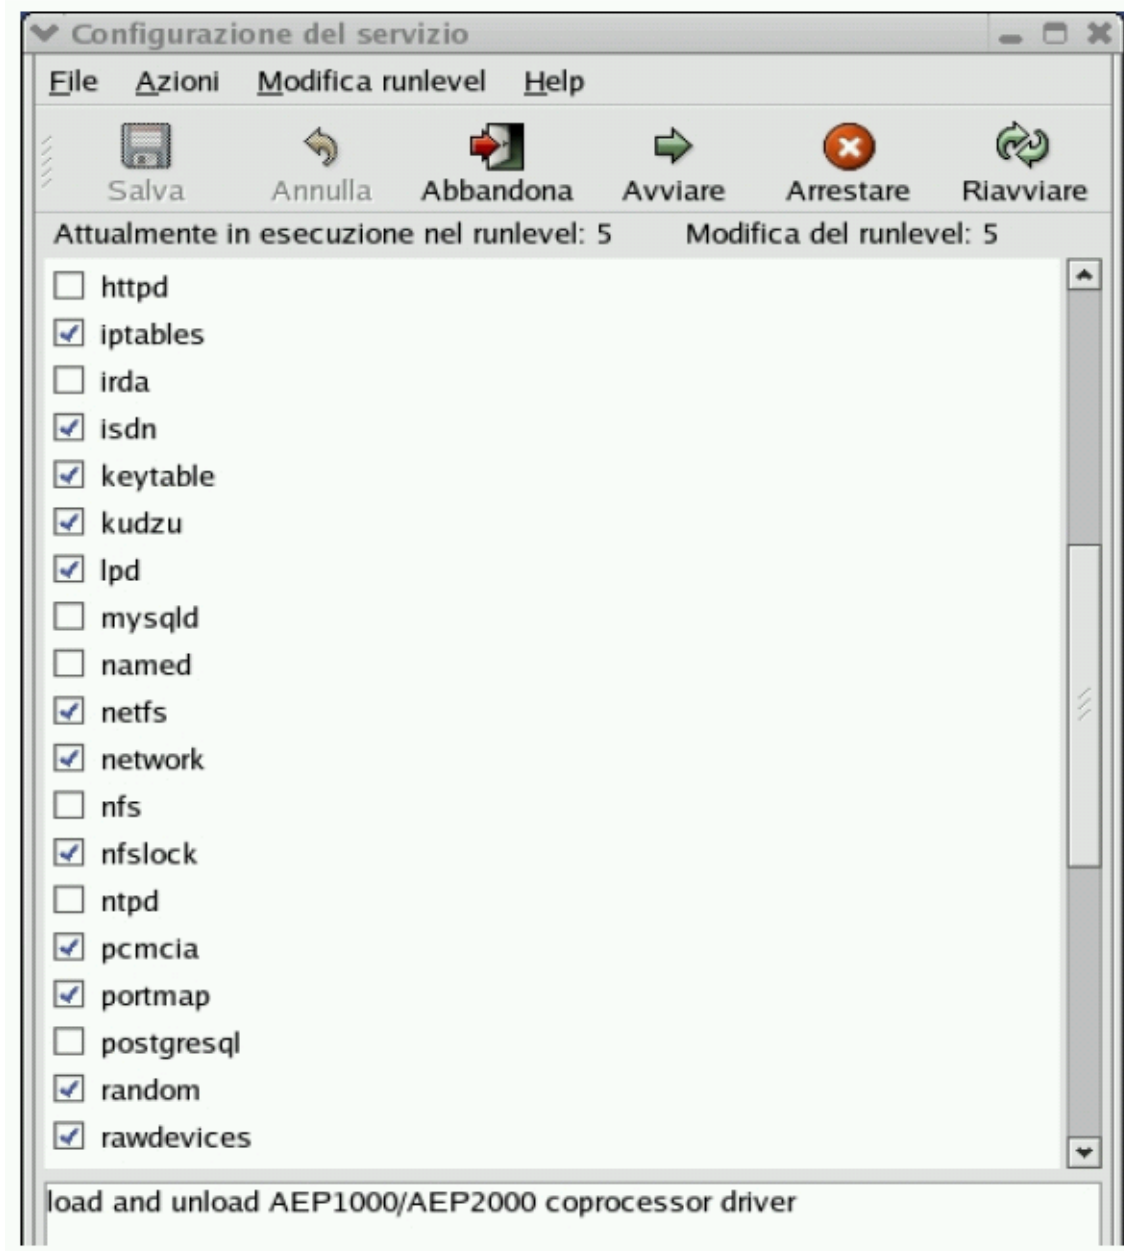 Configurazione del servizio
File Azioni Modifica runlevel Help
Salva Annulla Abbandona Avviare Arrestare Riavviare
Attualmente in esecuzione nel runlevel: 5 Modifica del runlevel: 5
httpd
iptables
irda
isdn
keytable
kudzu
lpd
mysqld
named
netfs
network
nfs
nfslock
ntpd
pcmcia
portmap
postgresql
random
rawdevices
load and unload AEP1000/AEP2000 coprocessor driver